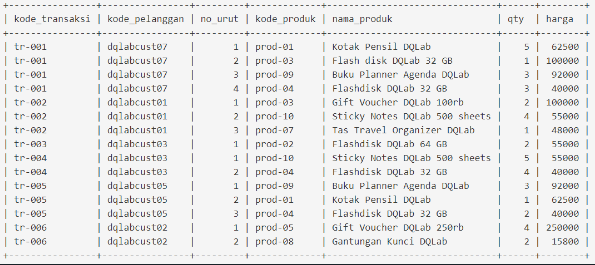 +----------------+----------------+---------+-------------+--------------------------------+-----+--------+
| kode_transaksi | kode_pelanggan | no_urut | kode_produk | nama_produk | qty | harga |
+----------------+----------------+---------+-------------+--------------------------------+-----+--------+
| tr-001 | dqlabcust07 | 1 | prod-01 | Kotak Pensil DQLab | 5 | 62500 |
| tr-001 | dqlabcust07 | 2 | prod-03 | Flash disk DQLab 32 GB | 1 | 100000 |
| tr-001 | dqlabcust07 | 3 | prod-09 | Buku Planner Agenda DQLab | 3 | 92000 |
| tr-001 | dqlabcust07 | 4 | prod-04 | Flashdisk DQLab 32 GB | 3 | 40000 |
| tr-002 | dqlabcust01 | 1 | prod-03 | Gift Voucher DQLab 100rb | 2 | 100000 |
| tr-002 | dqlabcust01 | 2 | prod-10 | Sticky Notes DQLab 500 sheets | 4 | 55000 |
| tr-002 | dqlabcust01 | 3 | prod-07 | Tas Travel Organizer DQLab | 1 | 48000 |
| tr-003 | dqlabcust03 | 1 | prod-02 | Flashdisk DQLab 64 GB | 2 | 55000 |
| tr-004 | dqlabcust03 | 1 | prod-10 | Sticky Notes DQLab 500 sheets | 5 | 55000 |
| tr-004 | dqlabcust03 | 2 | prod-04 | Flashdisk DQLab 32 GB | 4 | 40000 |
| tr-005 | dqlabcust05 | 1 | prod-09 | Buku Planner Agenda DQLab | 3 | 92000 |
| tr-005 | dqlabcust05 | 2 | prod-01 | Kotak Pensil DQLab | 1 | 62500 |
| tr-005 | dqlabcust05 | 3 | prod-04 | Flashdisk DQLab 32 GB | 2 | 40000 |
| tr-006 | dqlabcust02 | 1 | prod-05 | Gift Voucher DQLab 250rb | 4 | 250000 |
| tr-006 | dqlabcust02 | 2 | prod-08 | Gantungan Kunci DQLab | 2 | 15800 |
+----------------+----------------+---------+-------------+--------------------------------+-----+--------+